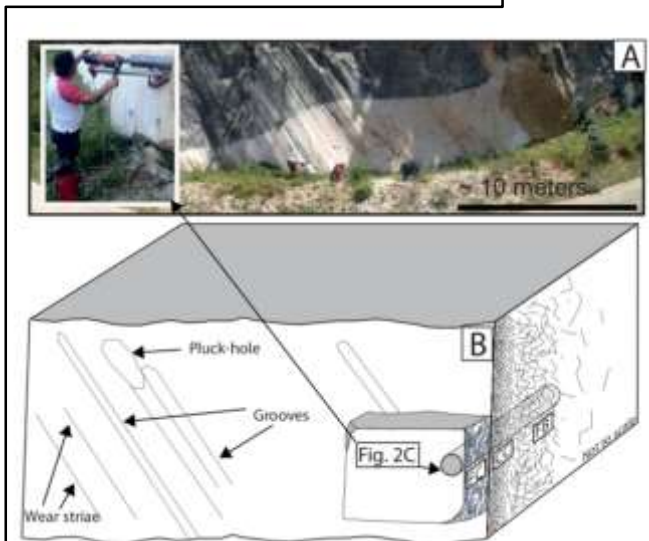 A
~ 10 meters
B
Pluck-hole
Grooves
Fig. 2C
Wear striae